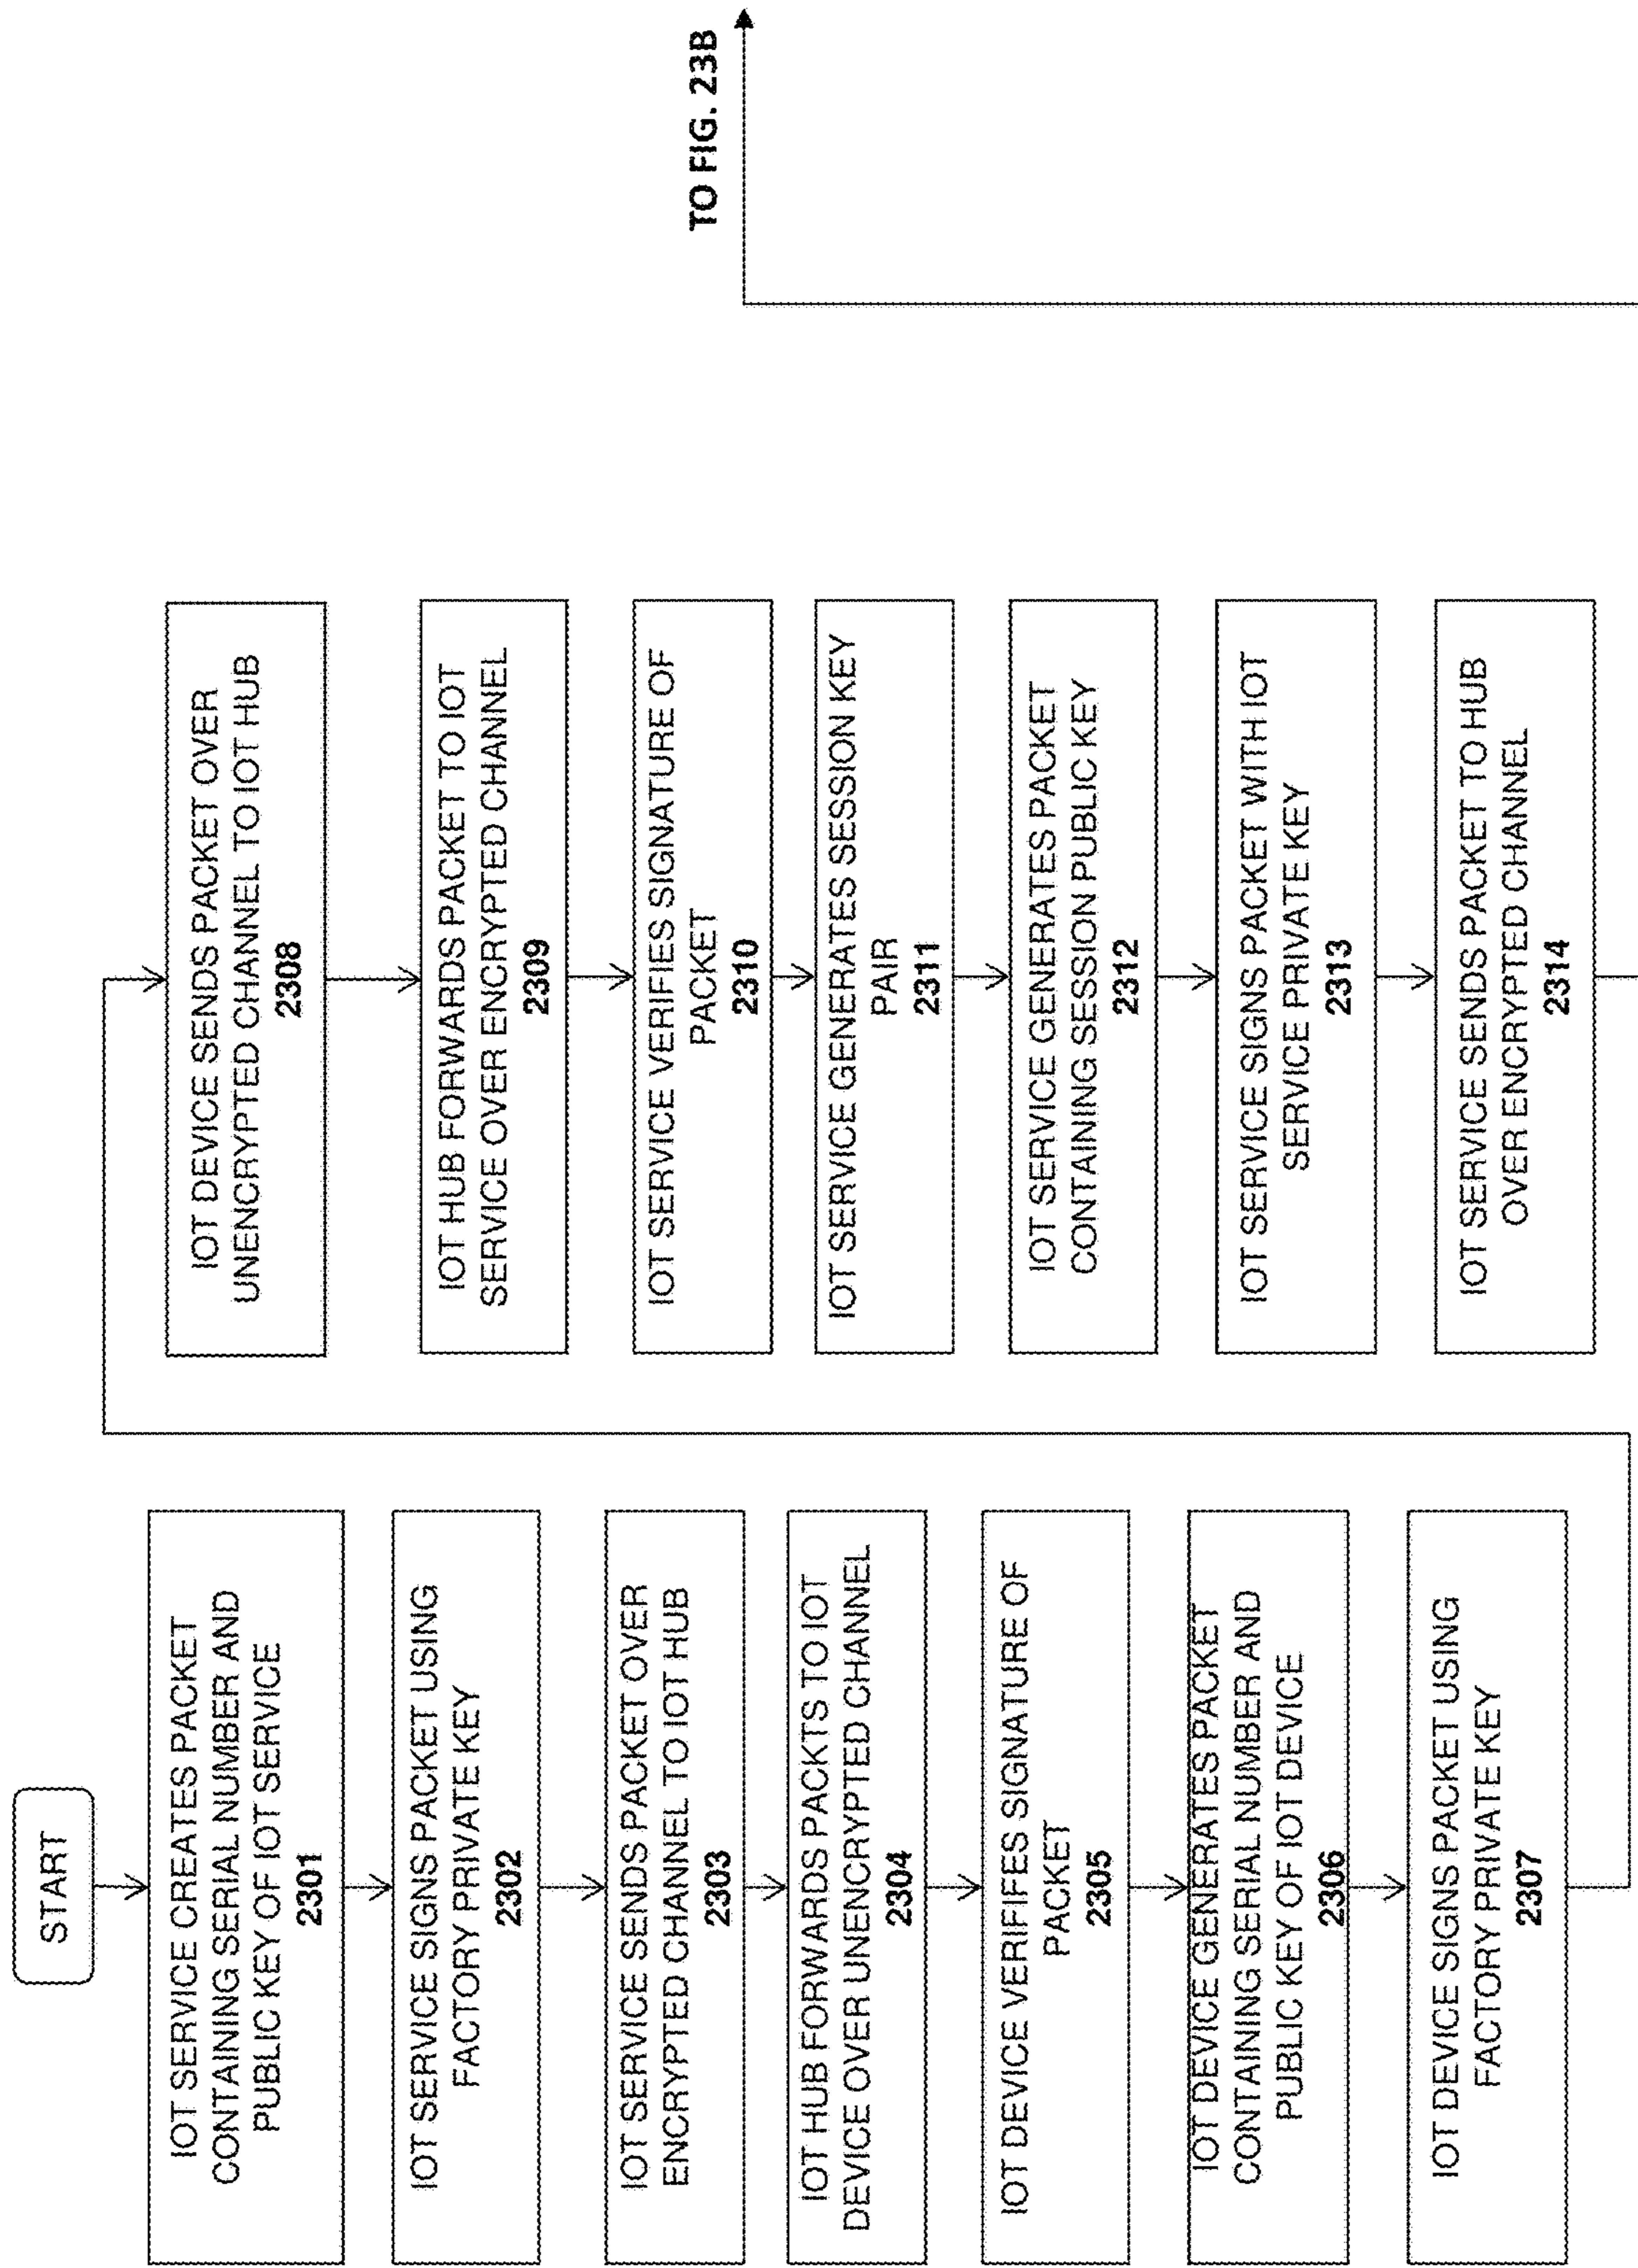 START
IOT SERVICE CREATES PACKET
CONTAINING SERIAL NUMBER AND
PUBLIC KEY OF IOT SERVICE
2301
IOT SERVICE SIGNS PACKET USING
FACTORY PRIVATE KEY
2302
IOT SERVICE SENDS PACKET OVER
ENCRYPTED CHANNEL TO IOT HUB
2303
IOT HUB FORWARDS PACKTS TO IOT
DEVICE OVER UNENCRYPTED CHANNEL
2304
IOT DEVICE VERIFIFES SIGNATURE OF
PACKET
2305
IOT DEVICE GENERATES PACKET
CONTAINING SERIAL NUMBER AND
PUBLIC KEY OF IOT DEVICE
2306
IOT DEVICE SIGNS PACKET USING
FACTORY PRIVATE KEY
2307
IOT DEVICE SENDS PACKET OVER
UNENCRYPTED CHANNEL TO IOT HUB
2308
IOT HUB FORWARDS PACKET TO IOT
SERVICE OVER ENCRYPTED CHANNEL
2309
IOT SERVICE VERIFIES SIGNATURE OF
PACKET
2310
IOT SERVICE GENERATES SESSION KEY
PAIR
2311
IOT SERVICE GENERATES PACKET
CONTAINING SESSION PUBLIC KEY
2312
IOT SERVICE SIGNS PACKET WITH IOT
SERVICE PRIVATE KEY
2313
IOT SERVICE SENDS PACKET TO HUB
OVER ENCRYPTED CHANNEL
2314
TO FIG. 23B